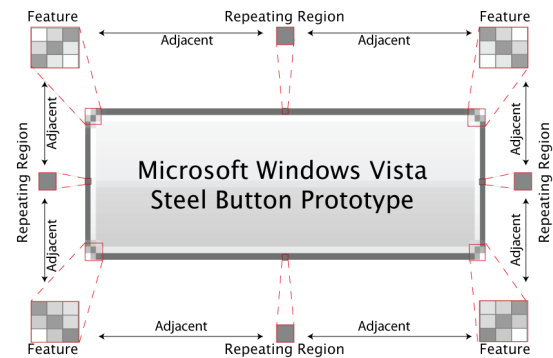 Feature
Repeating Region
Feature
Adjacent
Adjacent
Adjacent
Adjacent
Repeating Region
Microsoft Windows Vista
Steel Button Prototype
Repeating Region
Adjacent
Adjacent
Adjacent
Adjacent
Feature
Repeating Region
Feature